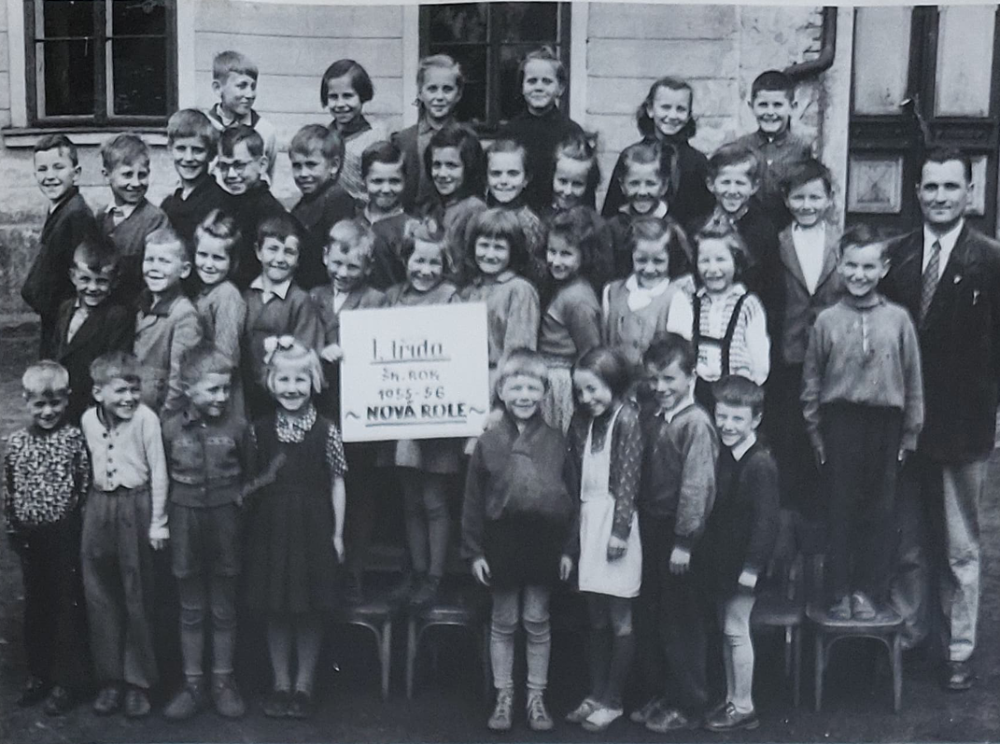 I. třída
šk. rok
1955-56
~ NOVÁ ROLE ~